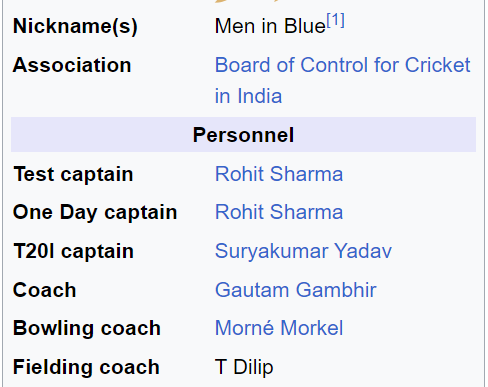 Nickname(s) Men in Blue[1]
Association Board of Control for Cricket
in India
Personnel
Test captain Rohit Sharma
One Day captain Rohit Sharma
T20I captain Suryakumar Yadav
Coach Gautam Gambhir
Bowling coach Morné Morkel
Fielding coach T Dilip